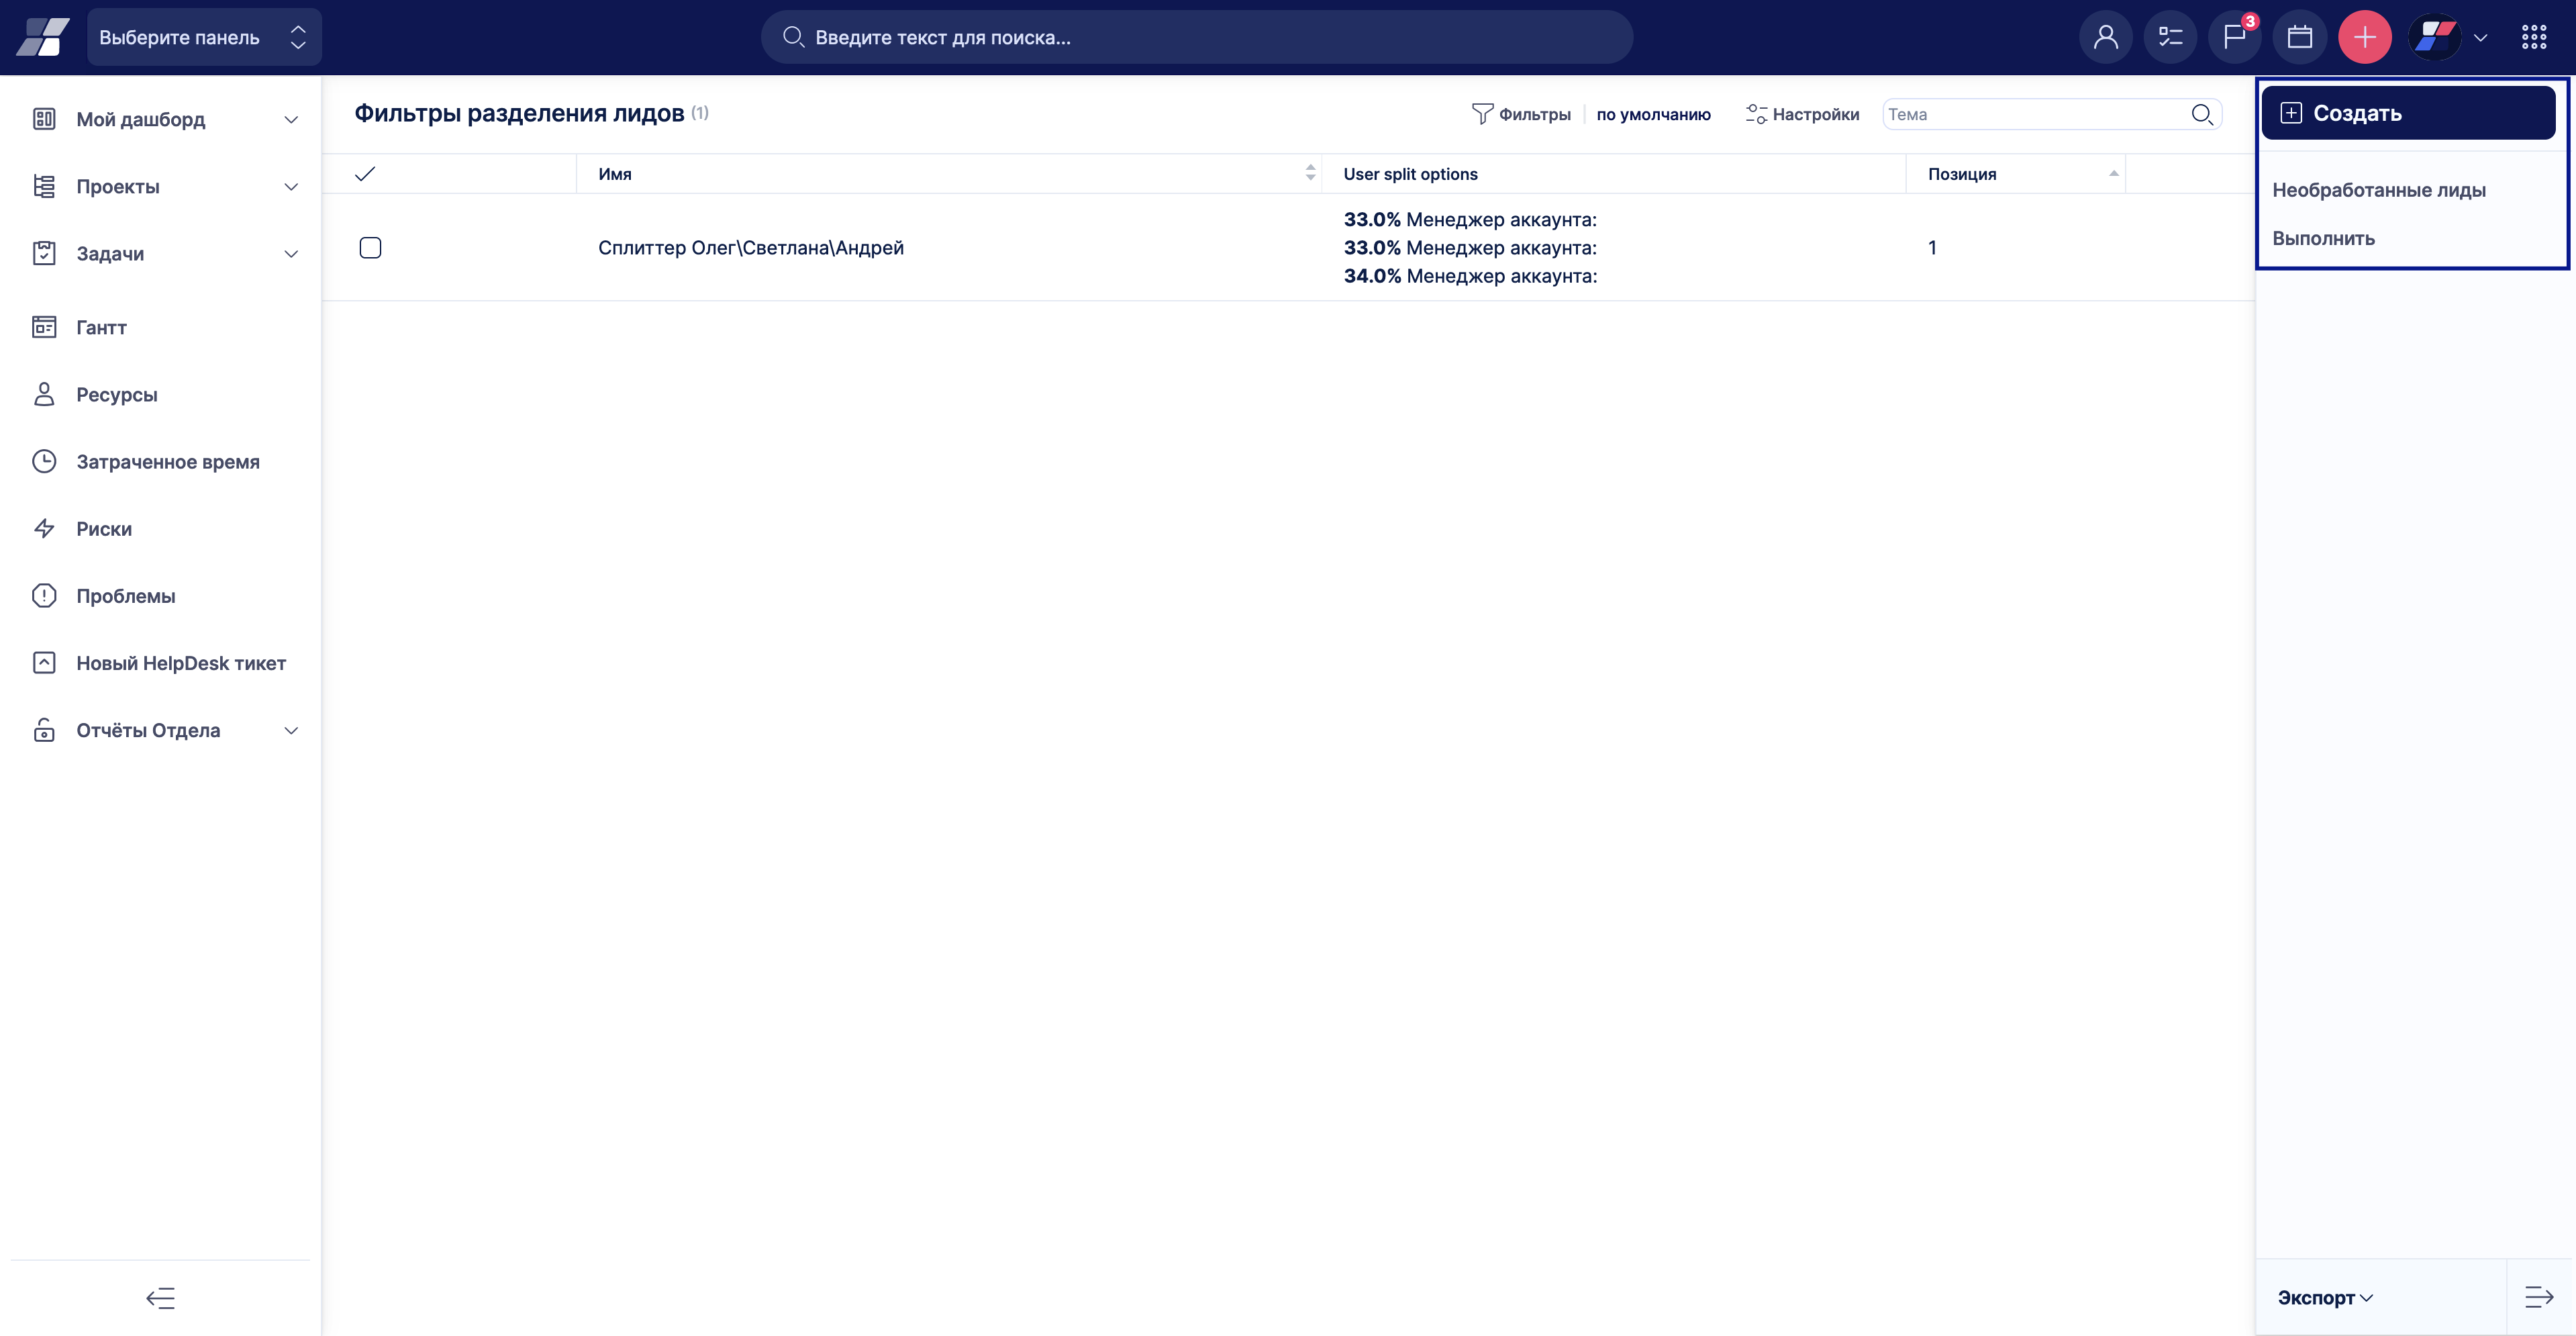 Выберите панель
Введите текст для поиска...
3
Мой дашборд
Проекты
Задачи
Гантт
Ресурсы
Затраченное время
Риски
Проблемы
Новый HelpDesk тикет
Отчёты Отдела
Фильтры разделения лидов (1)
Фильтры по умолчанию Настройки Тема
Имя User split options Позиция
33.0% Менеджер аккаунта:
Сплиттер Олег\Светлана\Андрей 33.0% Менеджер аккаунта: 1
34.0% Менеджер аккаунта:
Создать
Необработанные лиды
Выполнить
Экспорт